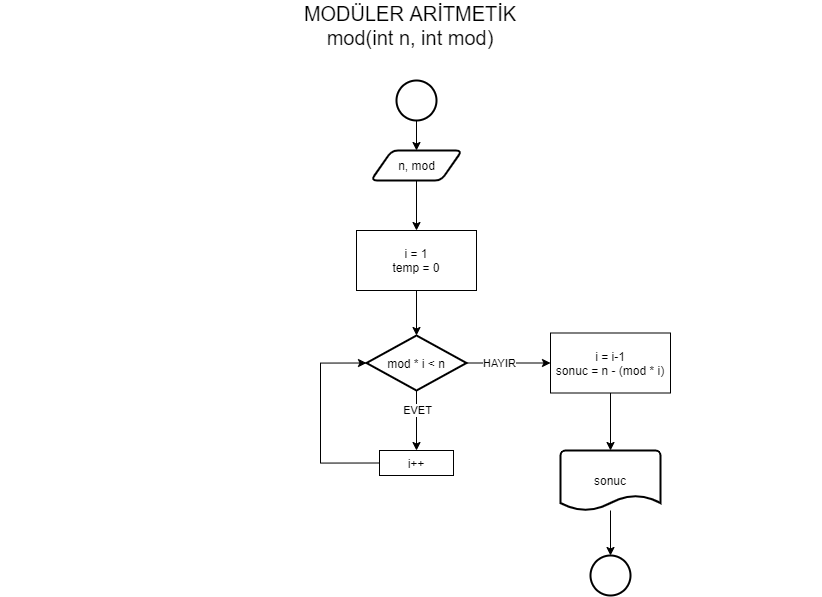 MODÜLER ARİTMETİK
mod(int n, int mod)
n, mod
i = 1
temp = 0
mod * i < n
HAYIR
i = i-1
sonuc = n - (mod * i)
EVET
i++
sonuc